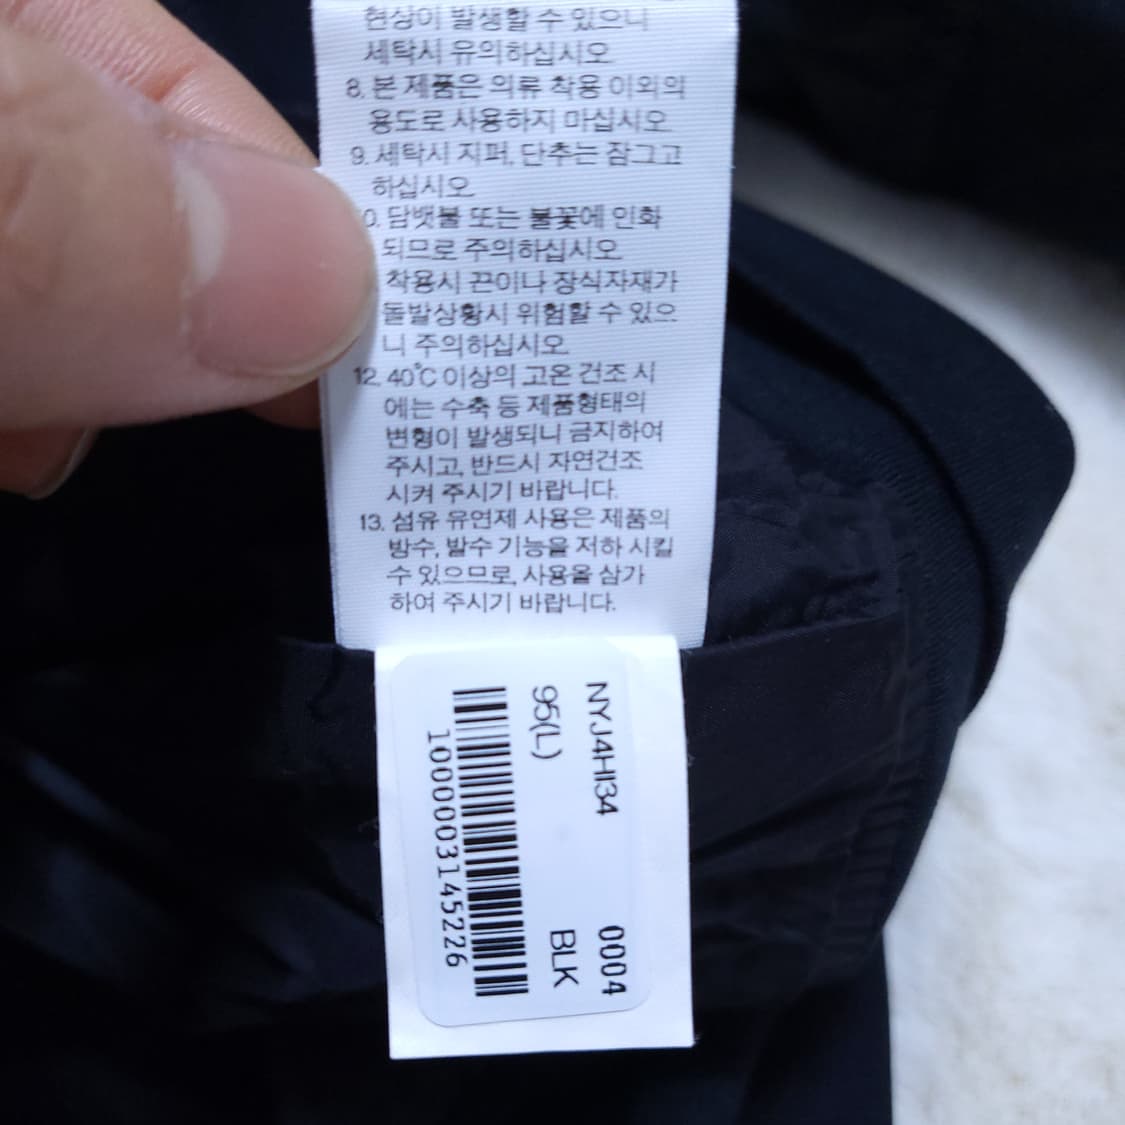 현상이 발생할 수 있으니
세탁시 유의하십시오.
8. 본 제품은 의류 착용 이외의
용도로 사용하지 마십시오.
9. 세탁시 지퍼, 단추는 잠그고
하십시오.
0. 담뱃불 또는 불꽃에 인화
되므로 주의하십시오.
착용시 끈이나 장식자재가
돌발상황시 위험할 수 있으
니 주의하십시오.
12. 40℃ 이상의 고온 건조 시
에는 수축 등 제품형태의
변형이 발생되니 금지하여
주시고, 반드시 자연건조
시켜 주시기 바랍니다.
13. 섬유 유연제 사용은 제품의
방수, 발수 기능을 저하 시킬
수 있으므로, 사용을 삼가
하여 주시기 바랍니다.
NYJ4HI34 0004
95(L) BLK
1000003145226